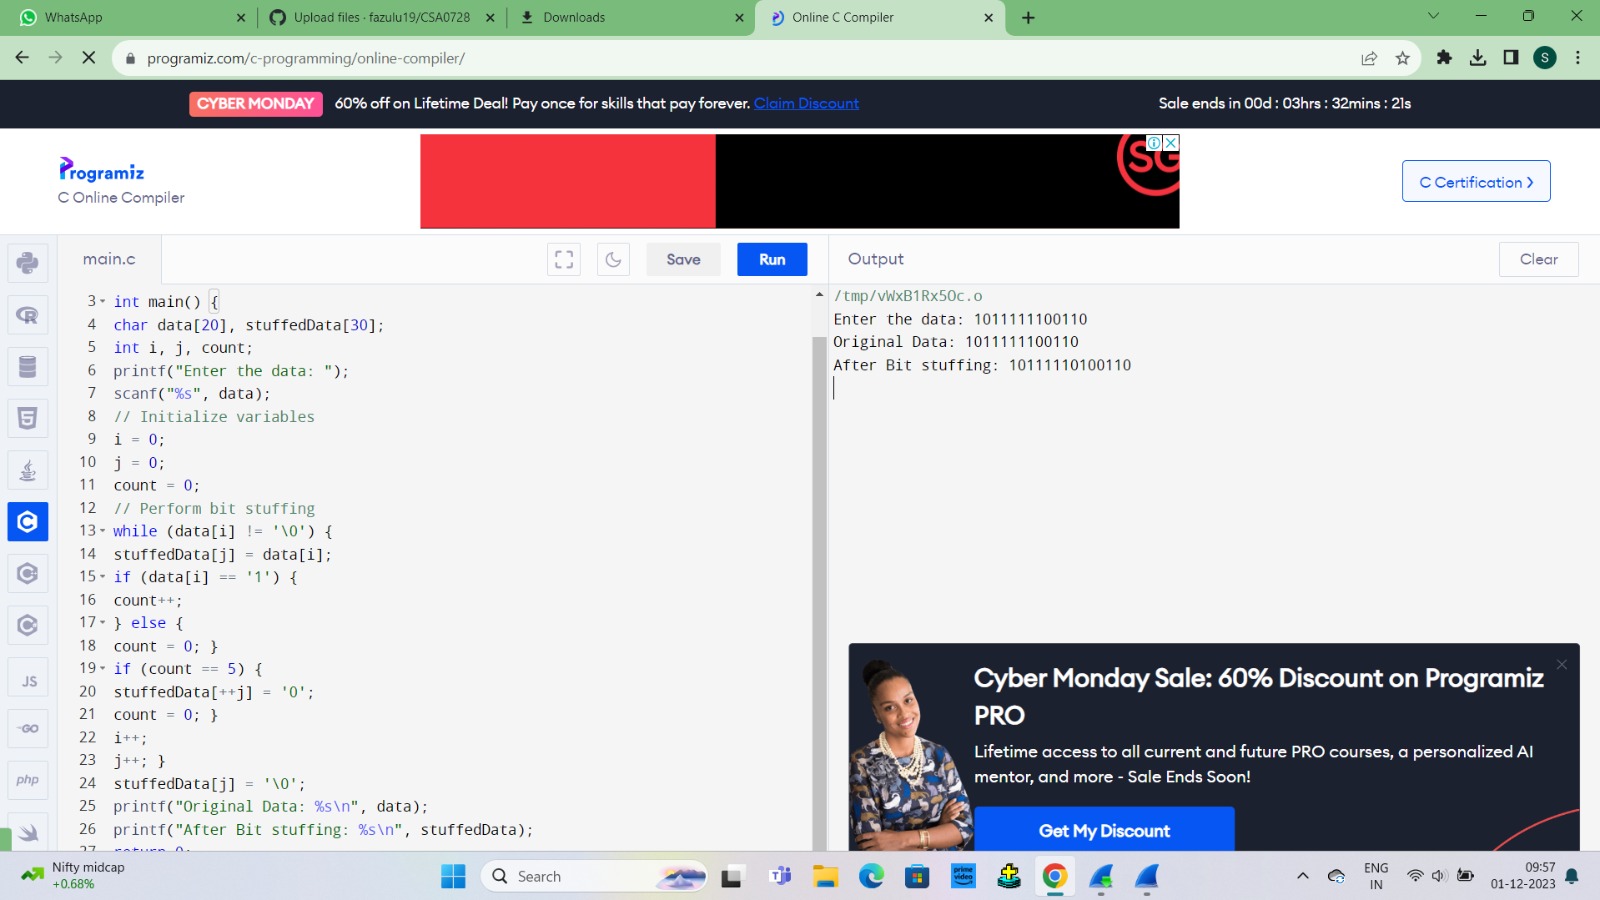 WhatsApp
Upload files · fazulu19/CSA0728
Downloads
Online C Compiler
programiz.com/c-programming/online-compiler/
S
CYBER MONDAY 60% off on Lifetime Deal! Pay once for skills that pay forever. Claim Discount
Sale ends in 00d : 03hrs : 32mins : 21s
Programiz
C Online Compiler
SG
C Certification ›
main.c
Save
Run
Output
Clear
3 int main() {
4 char data[20], stuffedData[30];
5 int i, j, count;
6 printf("Enter the data: ");
7 scanf("%s", data);
8 // Initialize variables
9 i = 0;
10 j = 0;
11 count = 0;
12 // Perform bit stuffing
13 while (data[i] != '\0') {
14 stuffedData[j] = data[i];
15 if (data[i] == '1') {
16 count++;
17 } else {
18 count = 0; }
19 if (count == 5) {
20 stuffedData[++j] = '0';
21 count = 0; }
22 i++;
23 j++; }
24 stuffedData[j] = '\0';
25 printf("Original Data: %s\n", data);
26 printf("After Bit stuffing: %s\n", stuffedData);
27 return 0;
JS
GO
php
/tmp/vWxB1Rx5Oc.o
Enter the data: 1011111100110
Original Data: 1011111100110
After Bit stuffing: 10111110100110
Cyber Monday Sale: 60% Discount on Programiz
PRO
Lifetime access to all current and future PRO courses, a personalized AI
mentor, and more - Sale Ends Soon!
Get My Discount
Nifty midcap
+0.68%
Search
prime video
ENG
IN
09:57
01-12-2023